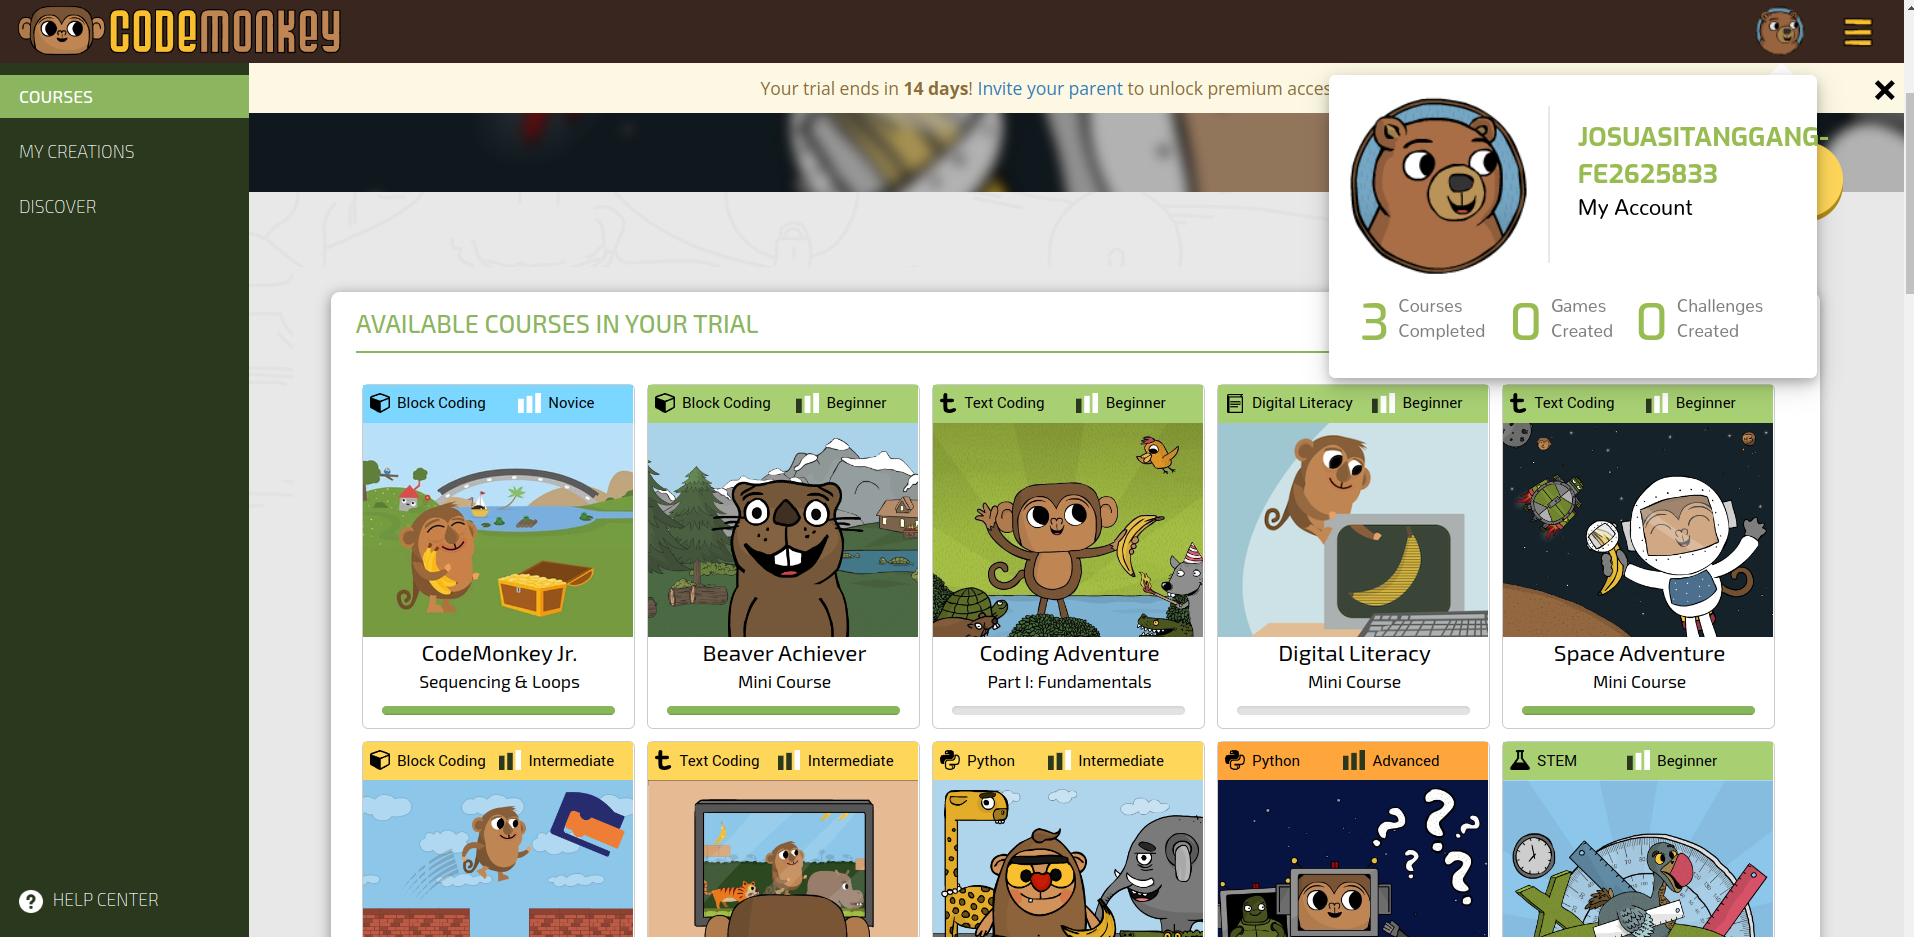 CODEMONKEY
COURSES
MY CREATIONS
DISCOVER
HELP CENTER
Your trial ends in 14 days! Invite your parent to unlock premium acces
JOSUASITANGGANG-
FE2625833
My Account
3 Courses Completed
0 Games Created
0 Challenges Created
AVAILABLE COURSES IN YOUR TRIAL
Block Coding Novice
CodeMonkey Jr.
Sequencing & Loops
Block Coding Beginner
Beaver Achiever
Mini Course
Text Coding Beginner
Coding Adventure
Part I: Fundamentals
Digital Literacy Beginner
Digital Literacy
Mini Course
Text Coding Beginner
Space Adventure
Mini Course
Block Coding Intermediate
Text Coding Intermediate
Python Intermediate
Python Advanced
STEM Beginner